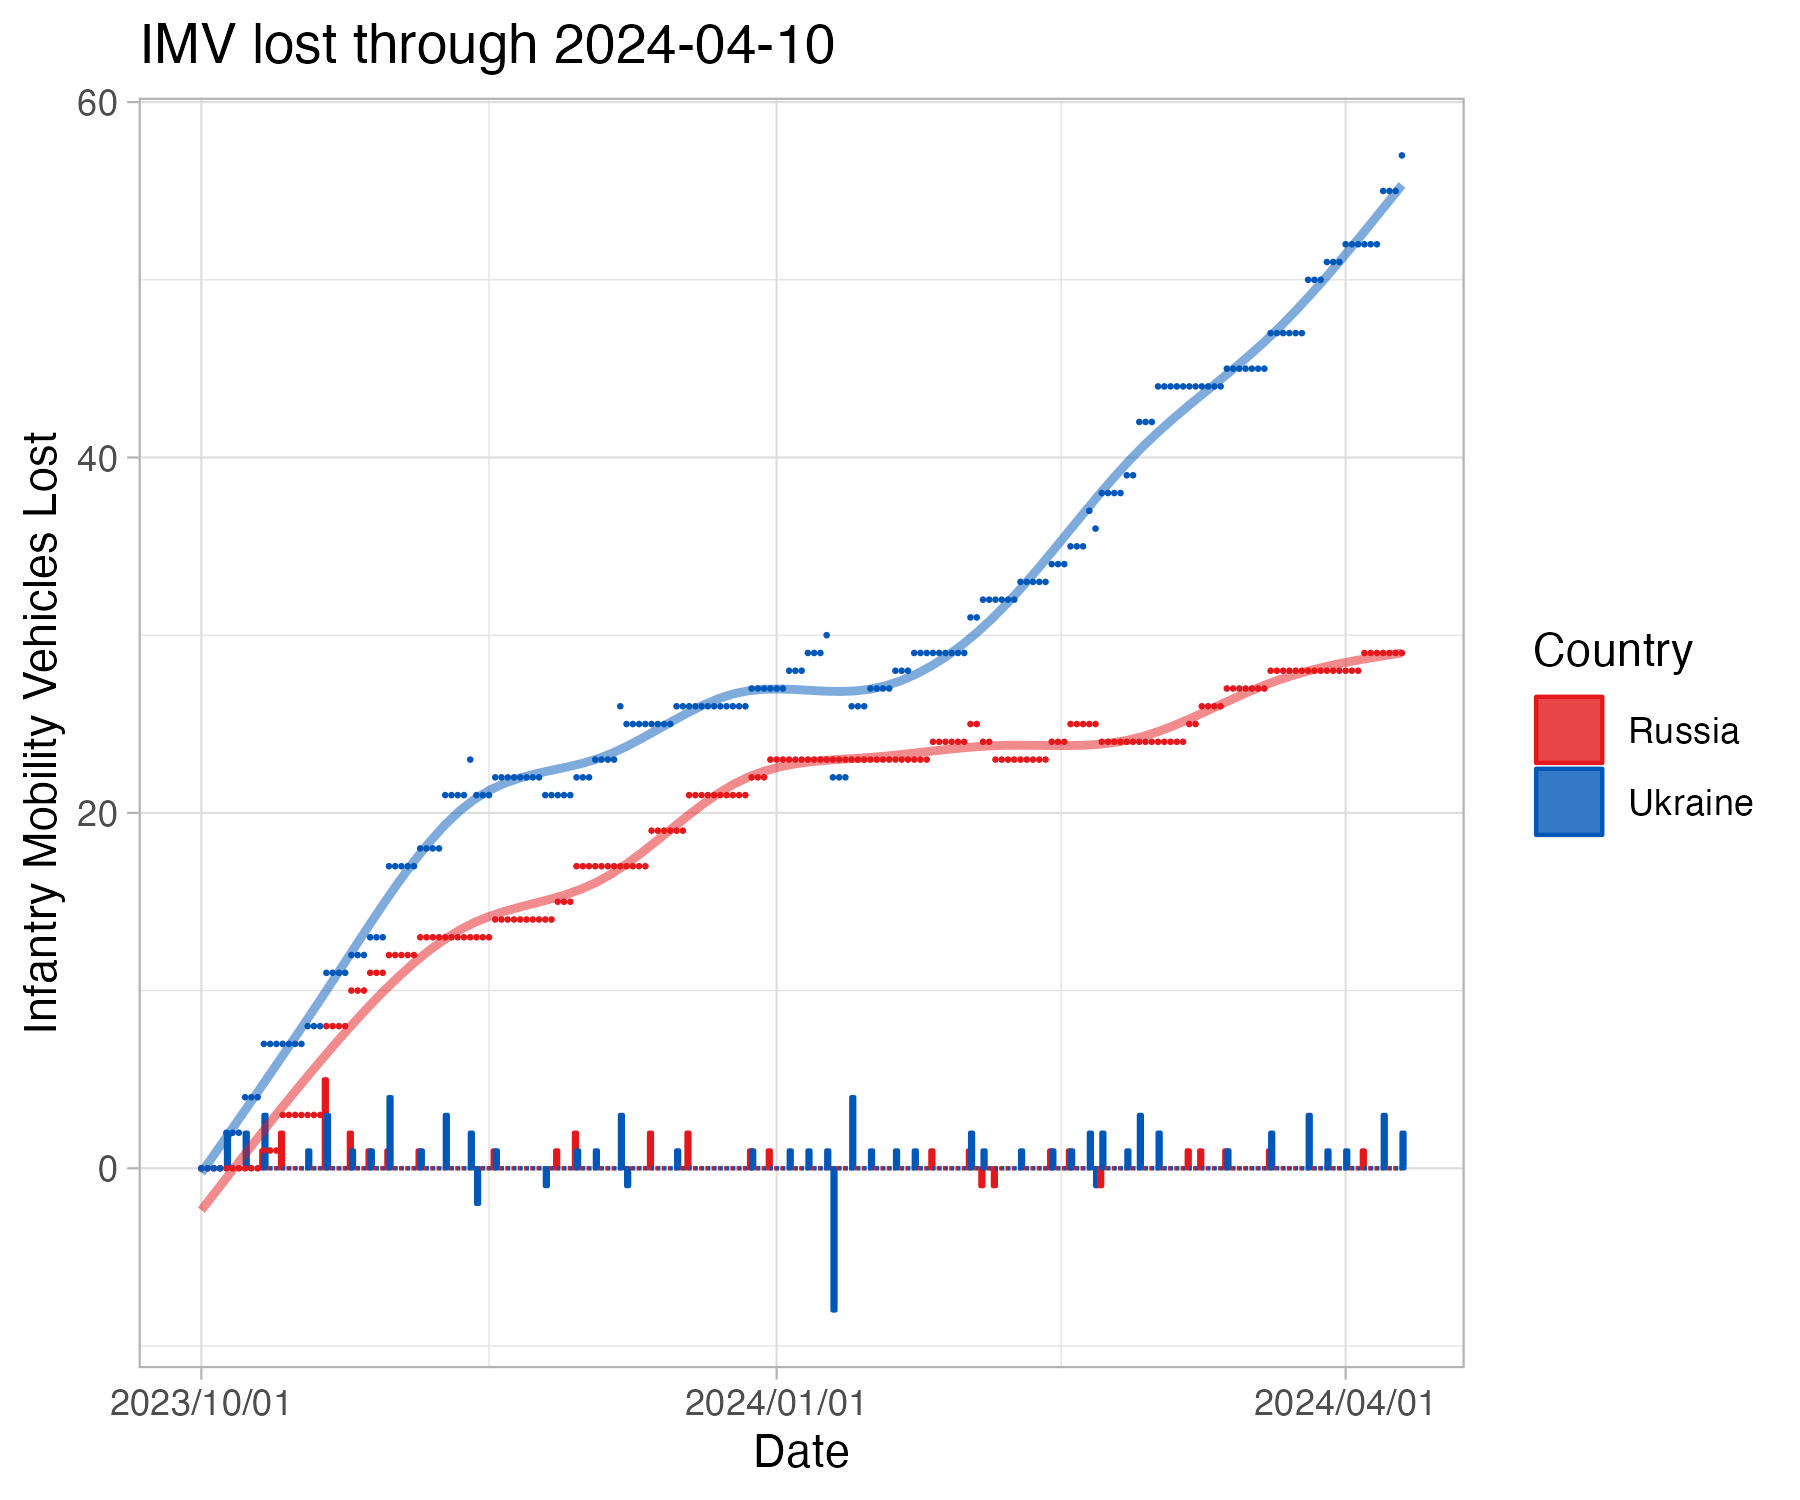 IMV lost through 2024-04-10
Infantry Mobility Vehicles Lost
60
40
20
0
2023/10/01
2024/01/01
2024/04/01
Date
Country
Russia
Ukraine